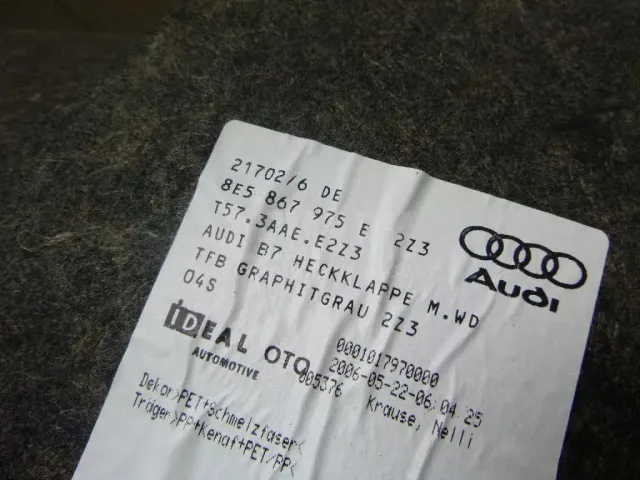 21702/6 DE
8E5 867 975 E 2Z3
T57.3AAE.E2Z3
AUDI B7 HECKKLAPPE M.WD
TFB GRAPHITGRAU 2Z3
04S
Audi
IDEAL OTO
AUTOMOTIVE
0001017970000
2006-05-22-06:04:25
005376 Krause, Nelli
Dekor>PET+Schmelzfaser<
Träger>PP+Kenaf+PET/PP<